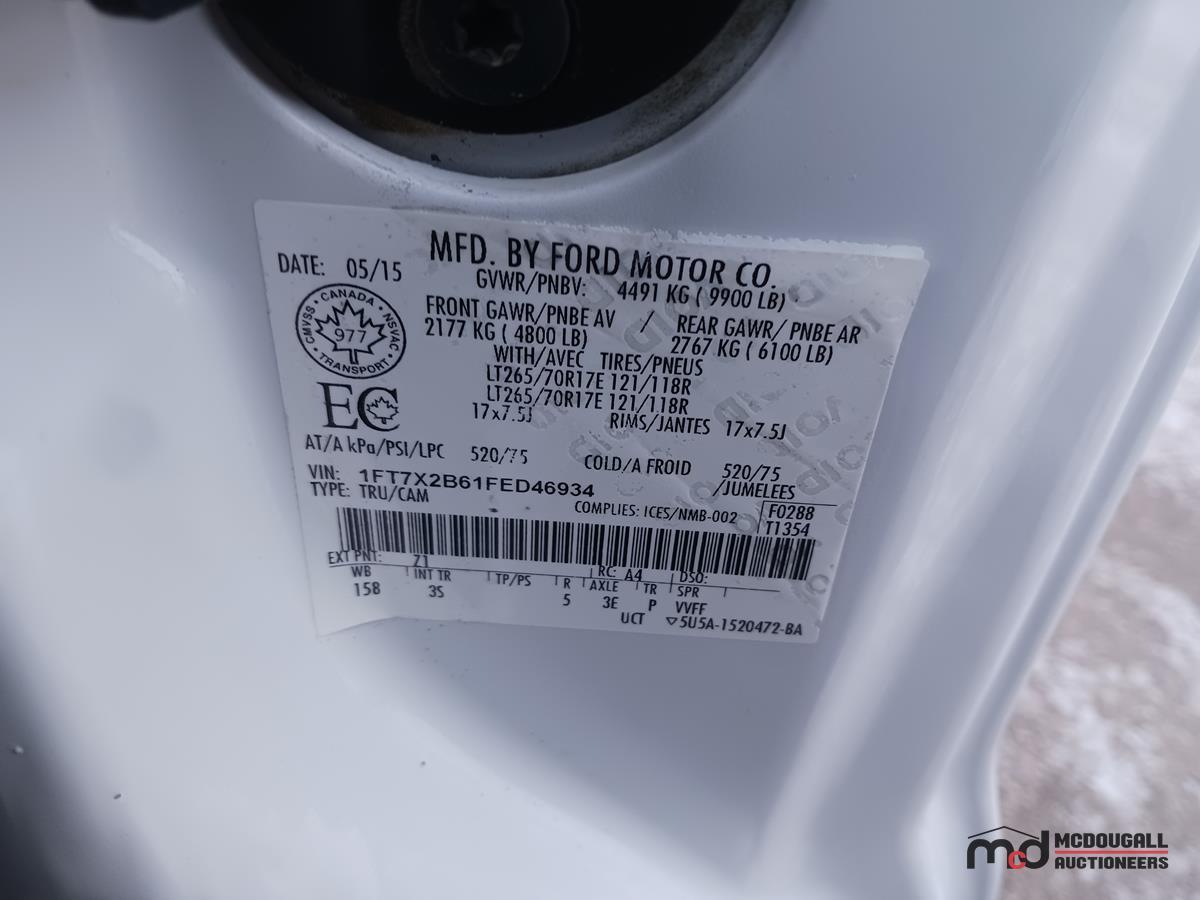 MFD. BY FORD MOTOR CO.
DATE: 05/15
GVWR/PNBV: 4491 KG ( 9900 LB)
FRONT GAWR/PNBE AV / REAR GAWR/ PNBE AR
2177 KG ( 4800 LB) 2767 KG ( 6100 LB)
WITH/AVEC TIRES/PNEUS
LT265/70R17E 121/118R
LT265/70R17E 121/118R
17x7.5J RIMS/JANTES 17x7.5J
CMVSS • CANADA • NSVAC • TRANSPORT •
977
EC
AT/A kPa/PSI/LPC 520/75 COLD/A FROID 520/75
VIN: 1FT7X2B61FED46934 /JUMELEES
TYPE: TRU/CAM
COMPLIES: ICES/NMB-002 F0288
T1354
EXT PNT: Z1 RC: A4 DSO:
WB INT TR TP/PS R AXLE TR SPR
158 3S 5 3E P VVFF
UCT ▽5U5A-1520472-BA
VOID
mcd MCDOUGALL
AUCTIONEERS